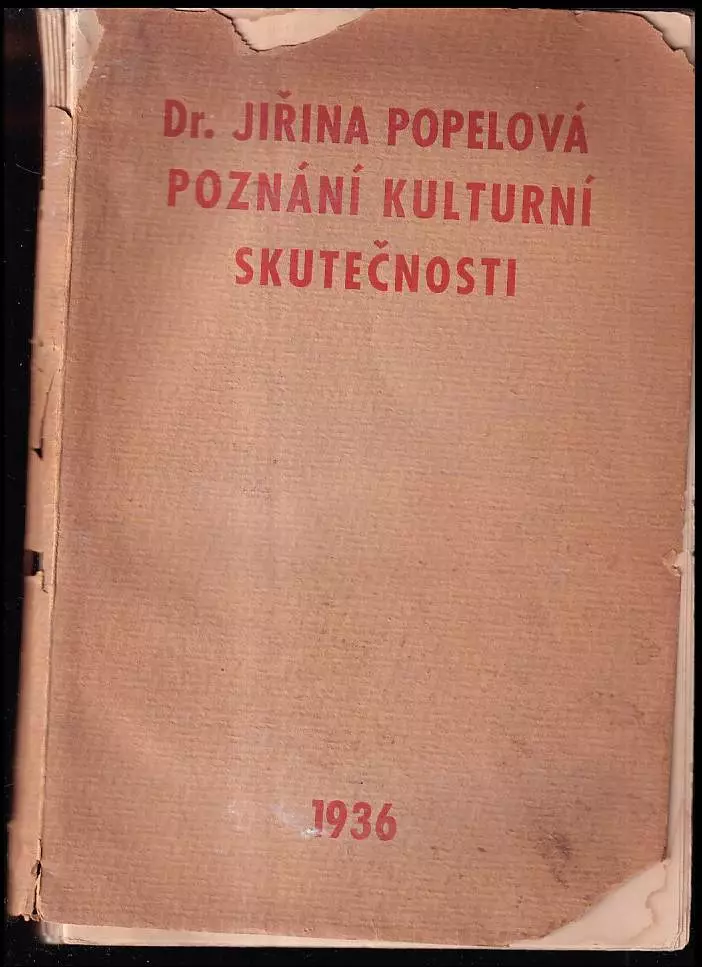 Dr. JIŘINA POPELOVÁ
POZNÁNÍ KULTURNÍ
SKUTEČNOSTI
1936